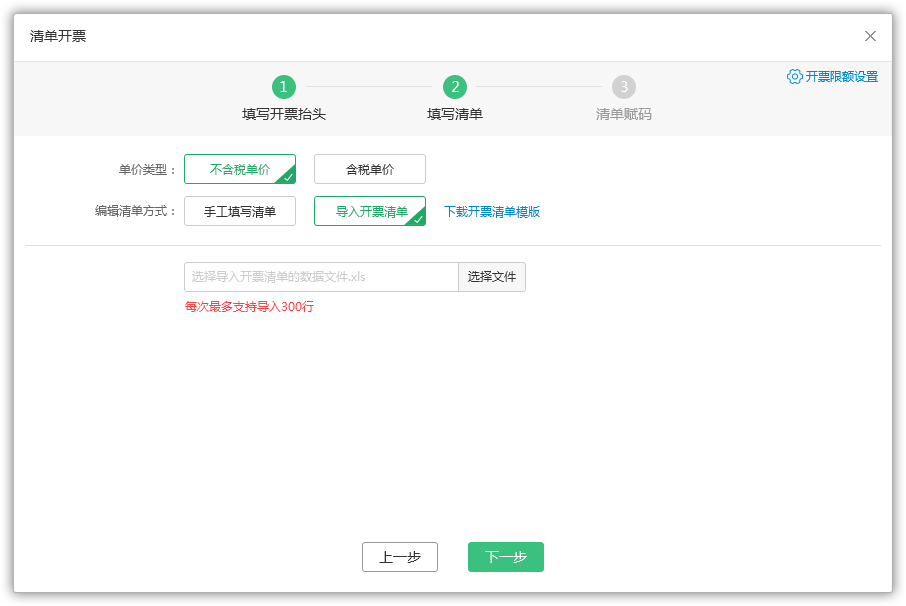 清单开票
1 2 3
开票限额设置
填写开票抬头 填写清单 清单赋码
单价类型： 不含税单价 含税单价
编辑清单方式： 手工填写清单 导入开票清单 下载开票清单模版
选择导入开票清单的数据文件.xls 选择文件
每次最多支持导入300行
上一步 下一步